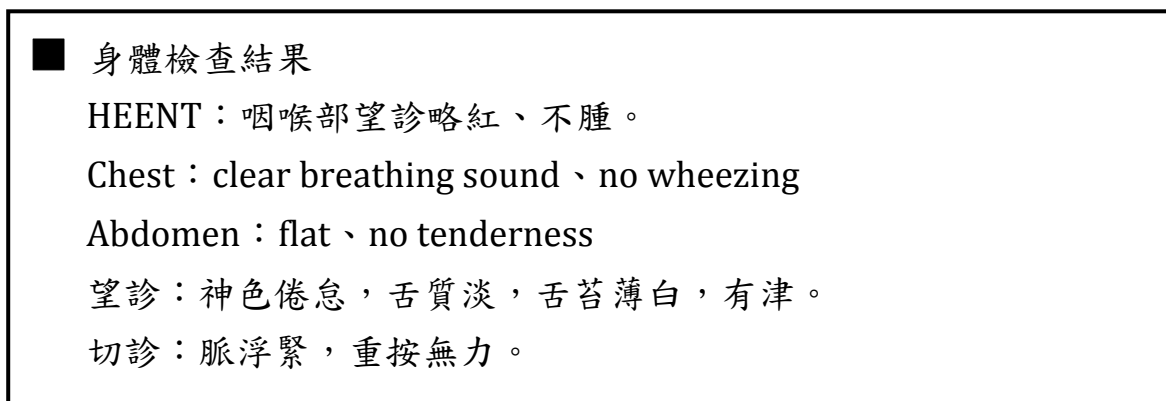 ■ 身體檢查結果
HEENT：咽喉部望診略紅、不腫。
Chest：clear breathing sound、no wheezing
Abdomen：flat、no tenderness
望診：神色倦怠，舌質淡，舌苔薄白，有津。
切診：脈浮緊，重按無力。